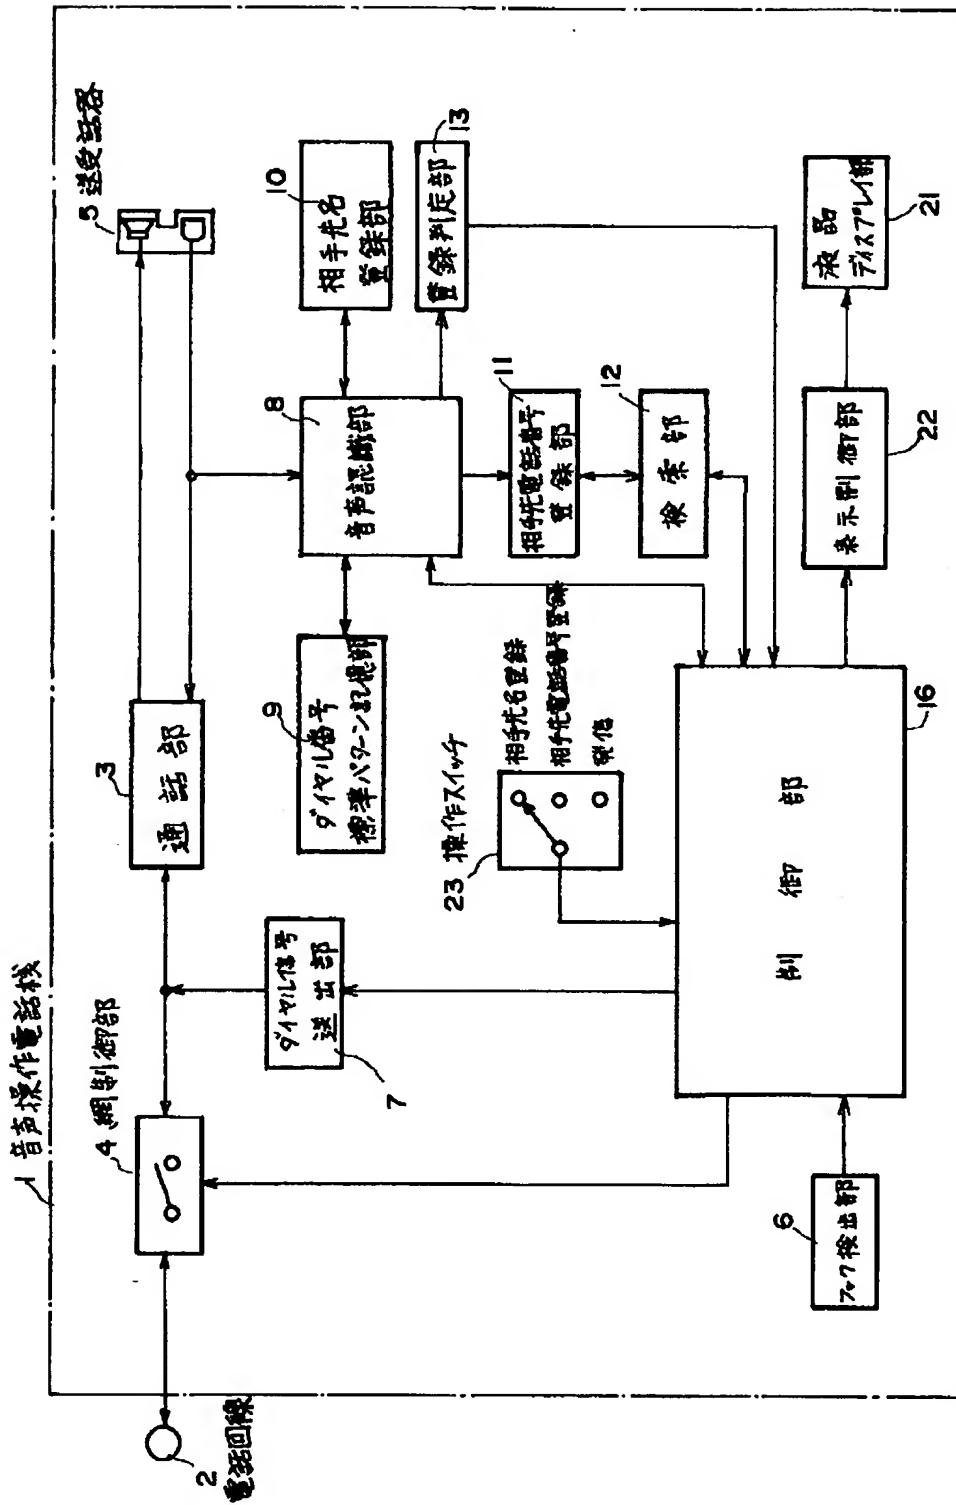 1 音声操作電話機
2
電話回線
4 網制御部
3
通話部
5 送受話器
7
ダイヤル信号
送出部
8
音声認識部
9
ダイヤル番号
標準パターン記憶部
10
相手先名
登録部
13
登録判定部
11
相手先電話番号
登録部
12
検索部
23 操作スイッチ
相手先名登録
相手先電話番号登録
発信
6
フック検出部
16
制御部
22
表示制御部
21
液晶
ディスプレイ部